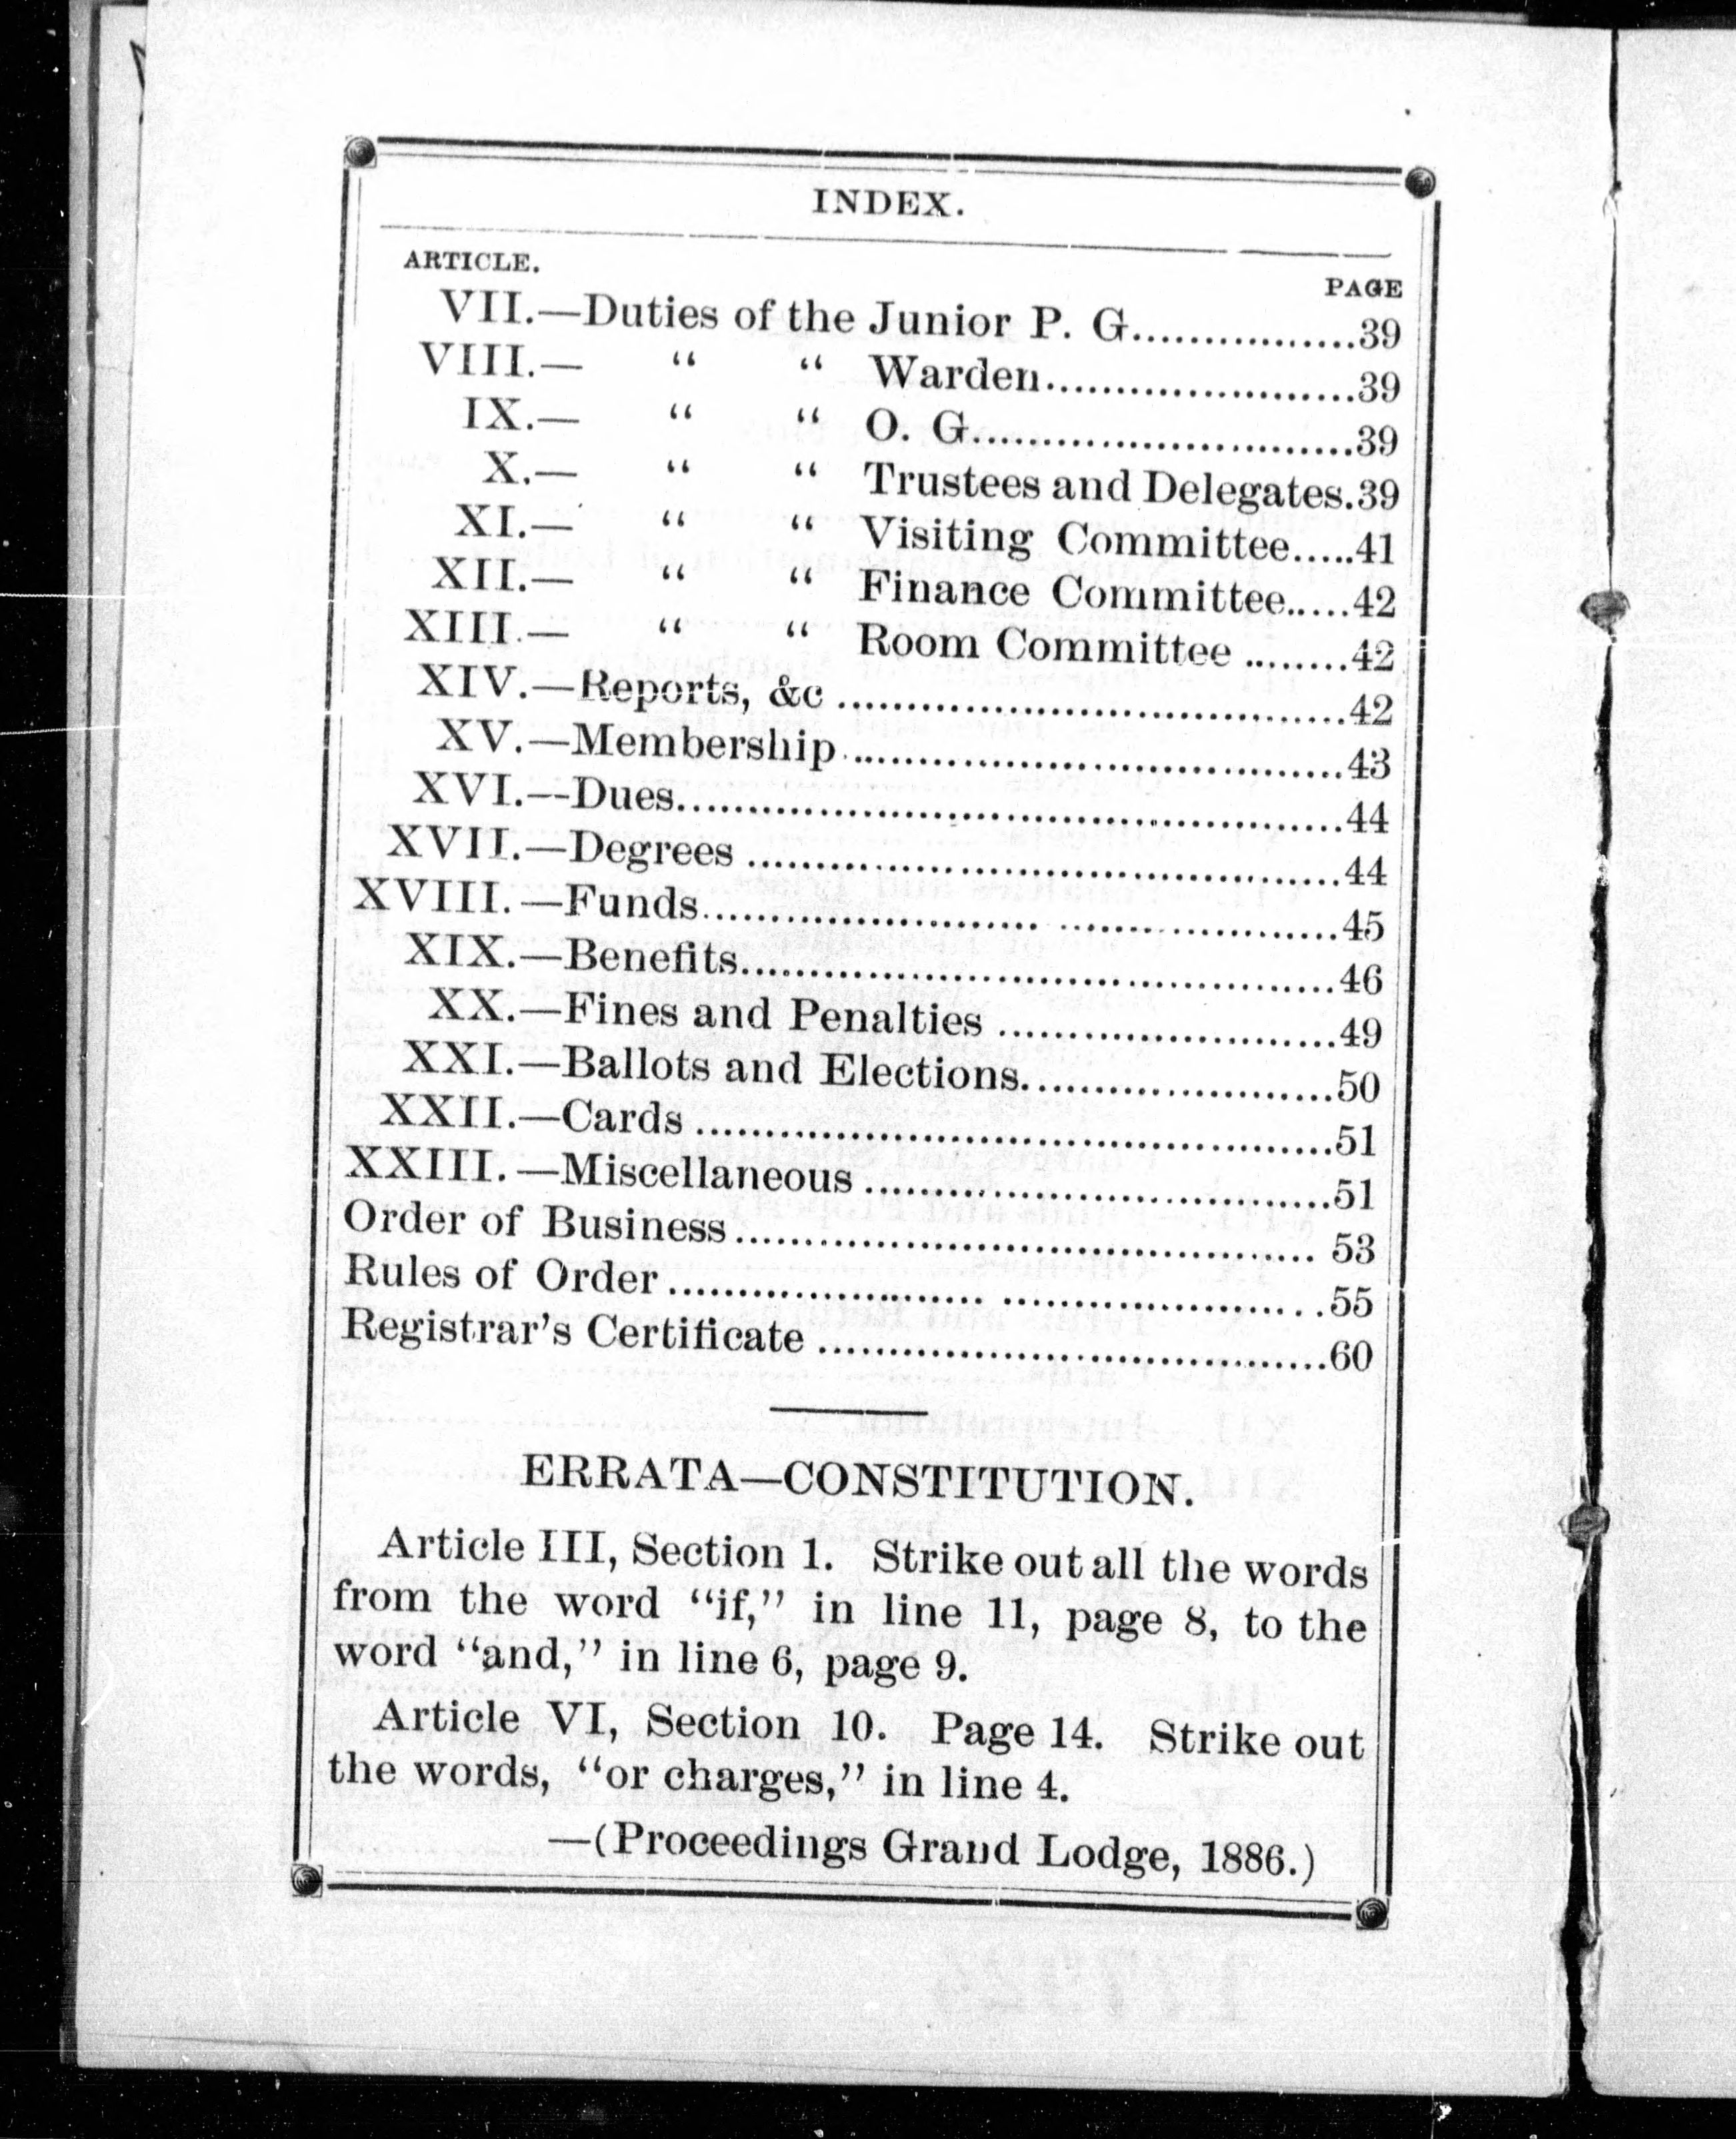 INDEX.
ARTICLE. PAGE
VII.—Duties of the Junior P. G................39
VIII.— “ “ Warden......................39
IX.— “ “ O. G...........................39
X.— “ “ Trustees and Delegates.39
XI.— “ “ Visiting Committee.....41
XII.— “ “ Finance Committee.....42
XIII.— “ “ Room Committee ........42
XIV.—Reports, &c ....................................42
XV.—Membership...................................43
XVI.--Dues...............................................44
XVII.—Degrees ..........................................44
XVIII.—Funds.............................................45
XIX.—Benefits..........................................46
XX.—Fines and Penalties ........................49
XXI.—Ballots and Elections......................50
XXII.—Cards .............................................51
XXIII.—Miscellaneous .................................51
Order of Business......................................... 53
Rules of Order ...............................................55
Registrar’s Certificate ....................................60
ERRATA—CONSTITUTION.
Article III, Section 1. Strike out all the words
from the word “if,” in line 11, page 8, to the
word “and,” in line 6, page 9.
Article VI, Section 10. Page 14. Strike out
the words, “or charges,” in line 4.
—(Proceedings Grand Lodge, 1886.)